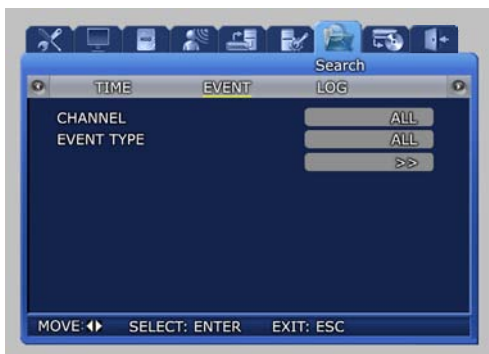 Search
TIME EVENT LOG
CHANNEL ALL
EVENT TYPE ALL
>>
MOVE:◀▶ SELECT: ENTER EXIT: ESC